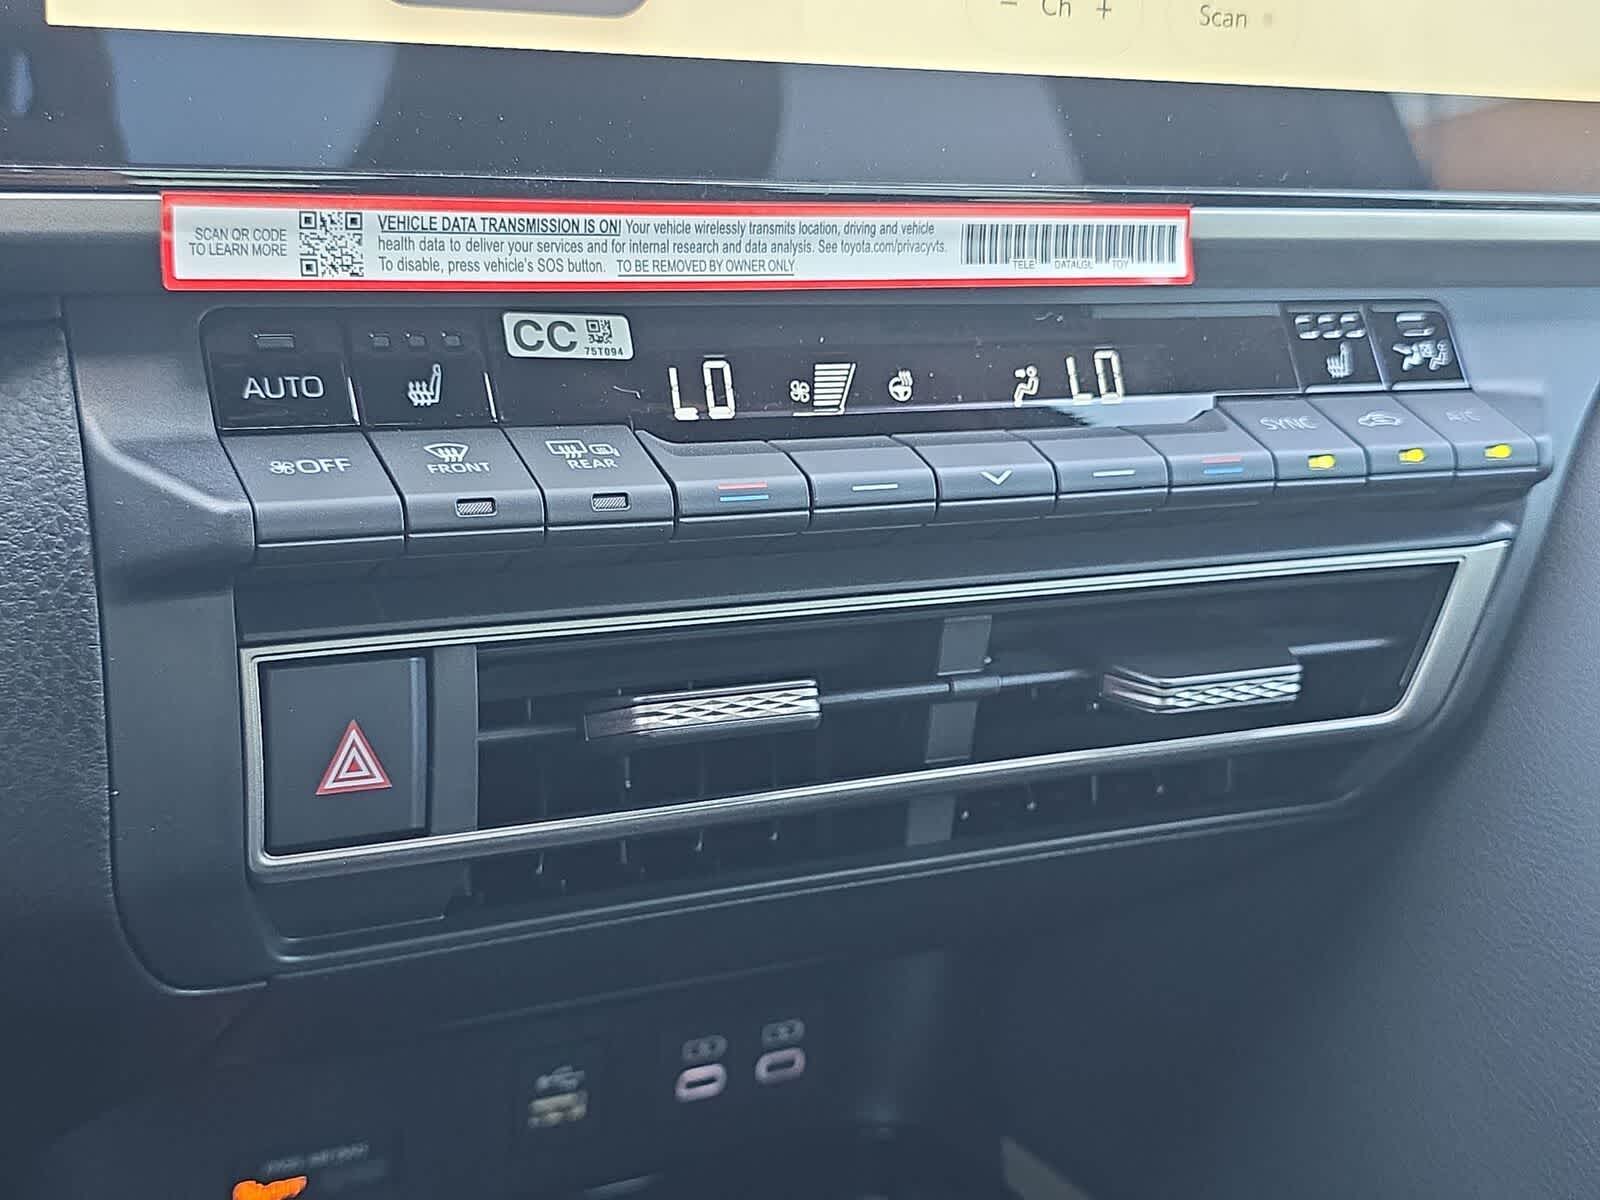 − Ch +
Scan
SCAN QR CODE
TO LEARN MORE
VEHICLE DATA TRANSMISSION IS ON! Your vehicle wirelessly transmits location, driving and vehicle
health data to deliver your services and for internal research and data analysis. See toyota.com/privacyvts.
To disable, press vehicle's SOS button. TO BE REMOVED BY OWNER ONLY
TELE DATALGL TOY
CC
75T094
AUTO
LO
LO
OFF
FRONT
REAR
SYNC
A/C